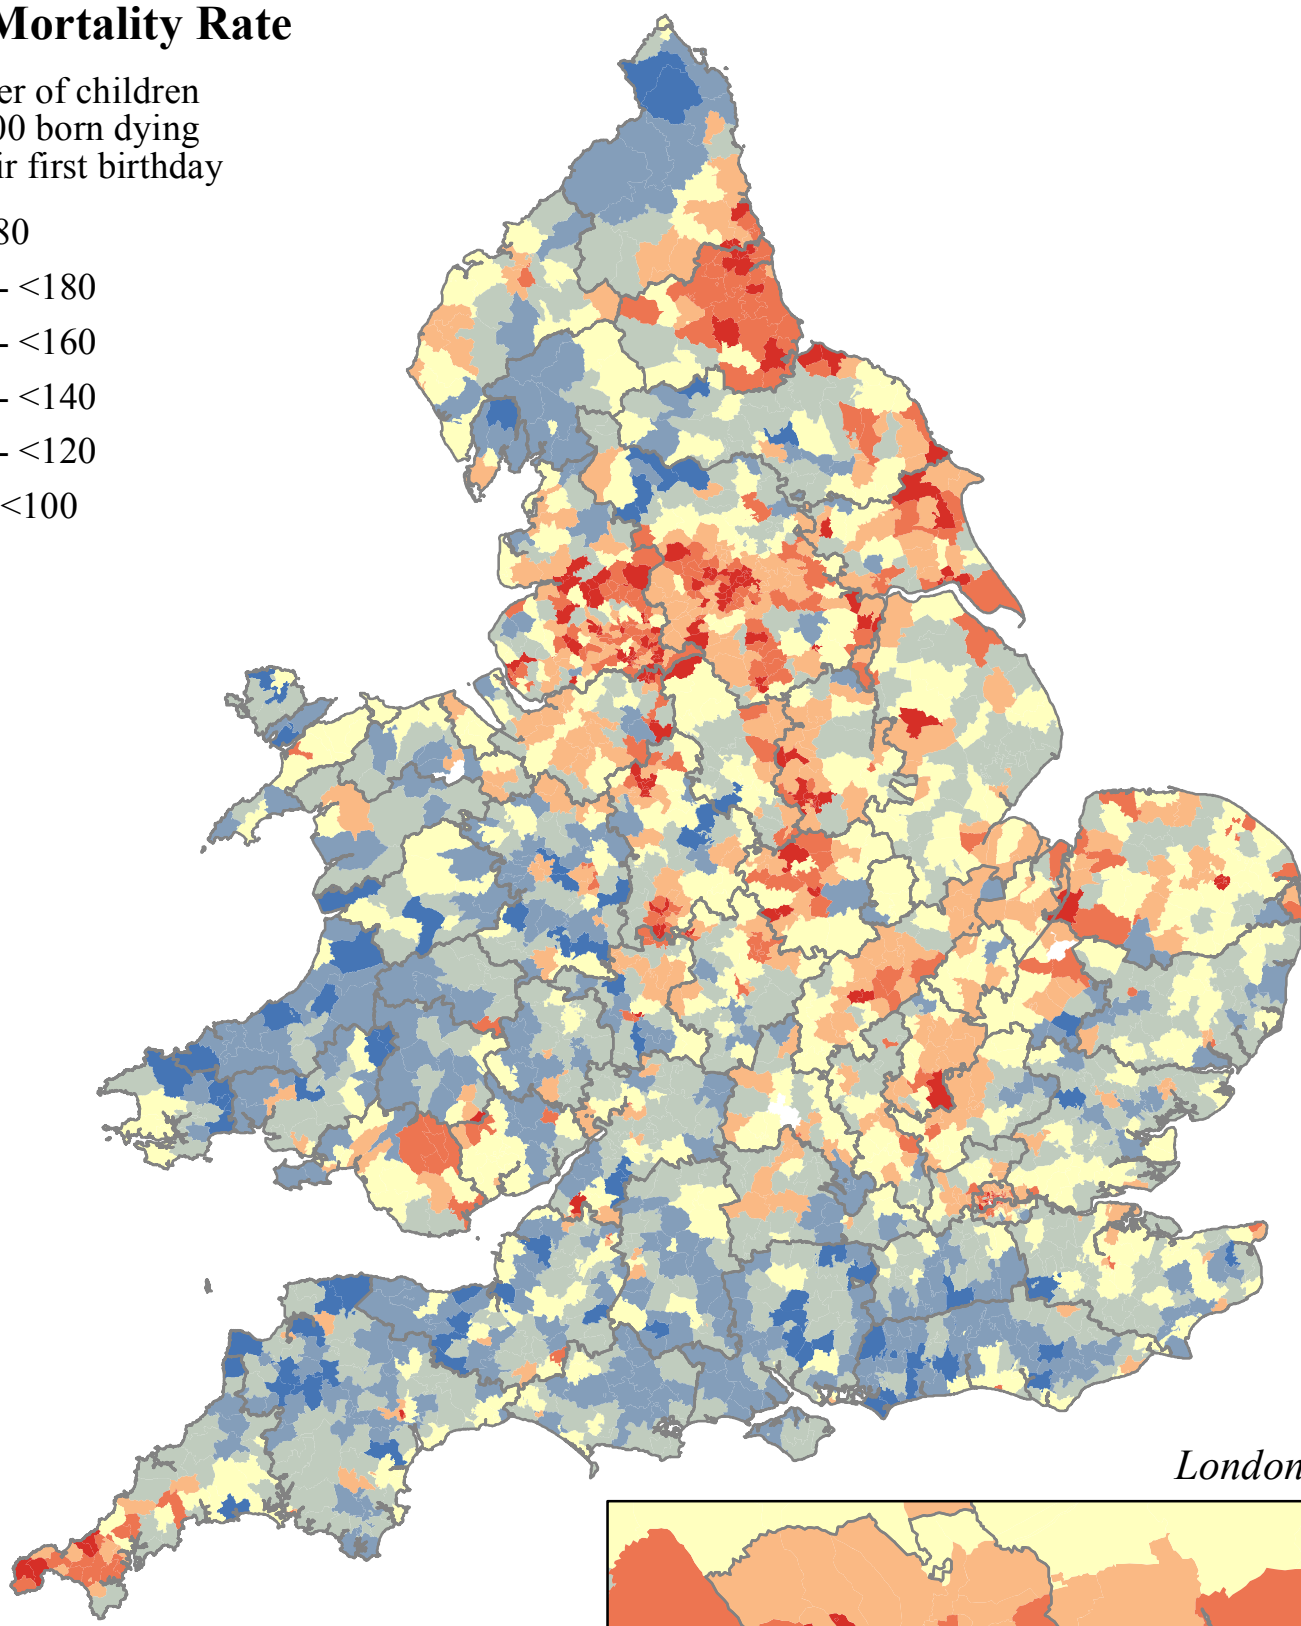 Mortality Rate
er of children
00 born dying
ir first birthday
80
- <180
- <160
- <140
- <120
<100
London